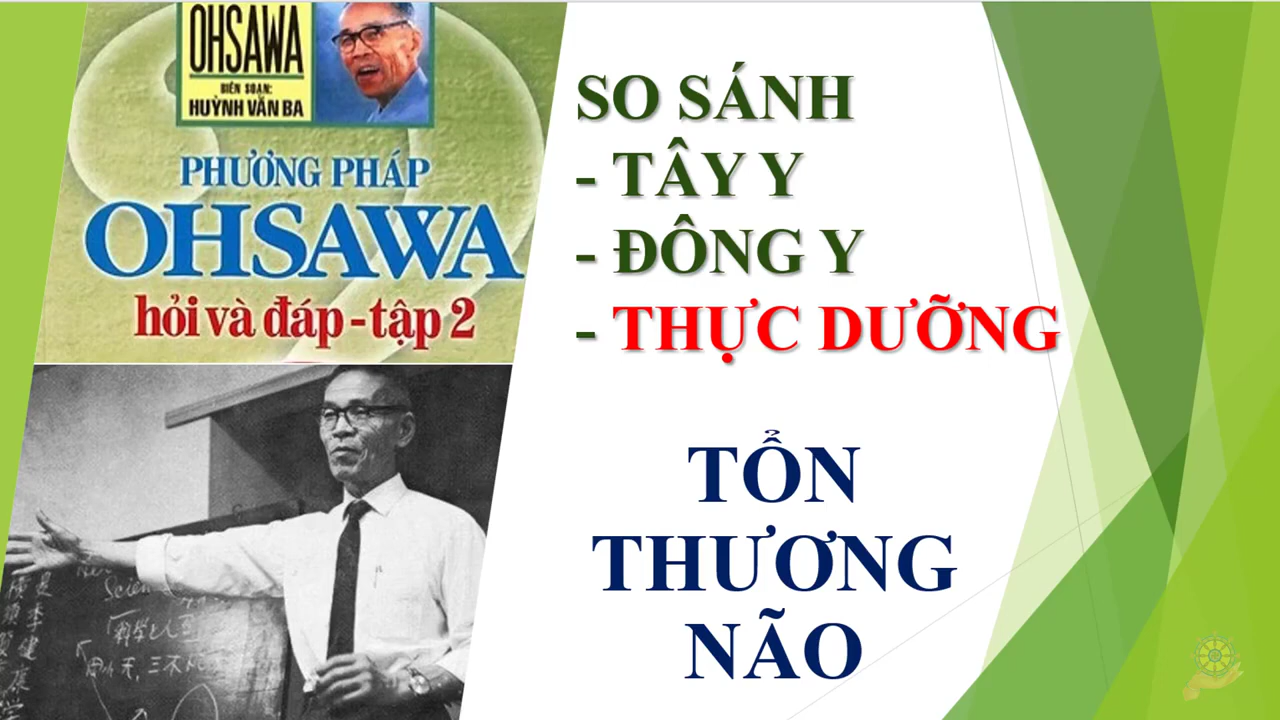 OHSAWA
BIÊN SOẠN:
HUỲNH VĂN BA
PHƯƠNG PHÁP
OHSAWA
hỏi và đáp - tập 2
SO SÁNH
- TÂY Y
- ĐÔNG Y
- THỰC DƯỠNG
TỔN
THƯƠNG
NÃO